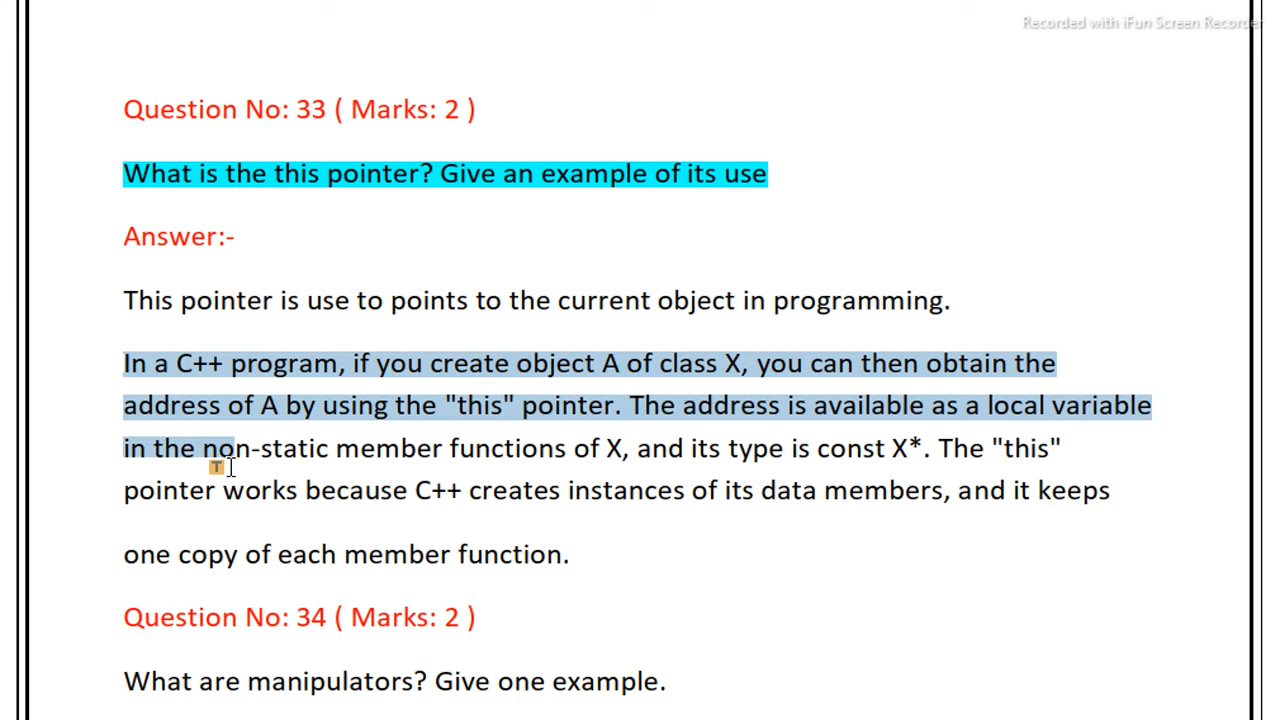 Recorded with iFun Screen Recorder
Question No: 33 ( Marks: 2 )
What is the this pointer? Give an example of its use
Answer:-
This pointer is use to points to the current object in programming.
In a C++ program, if you create object A of class X, you can then obtain the
address of A by using the "this" pointer. The address is available as a local variable
in the non-static member functions of X, and its type is const X*. The "this"
T
pointer works because C++ creates instances of its data members, and it keeps
one copy of each member function.
Question No: 34 ( Marks: 2 )
What are manipulators? Give one example.